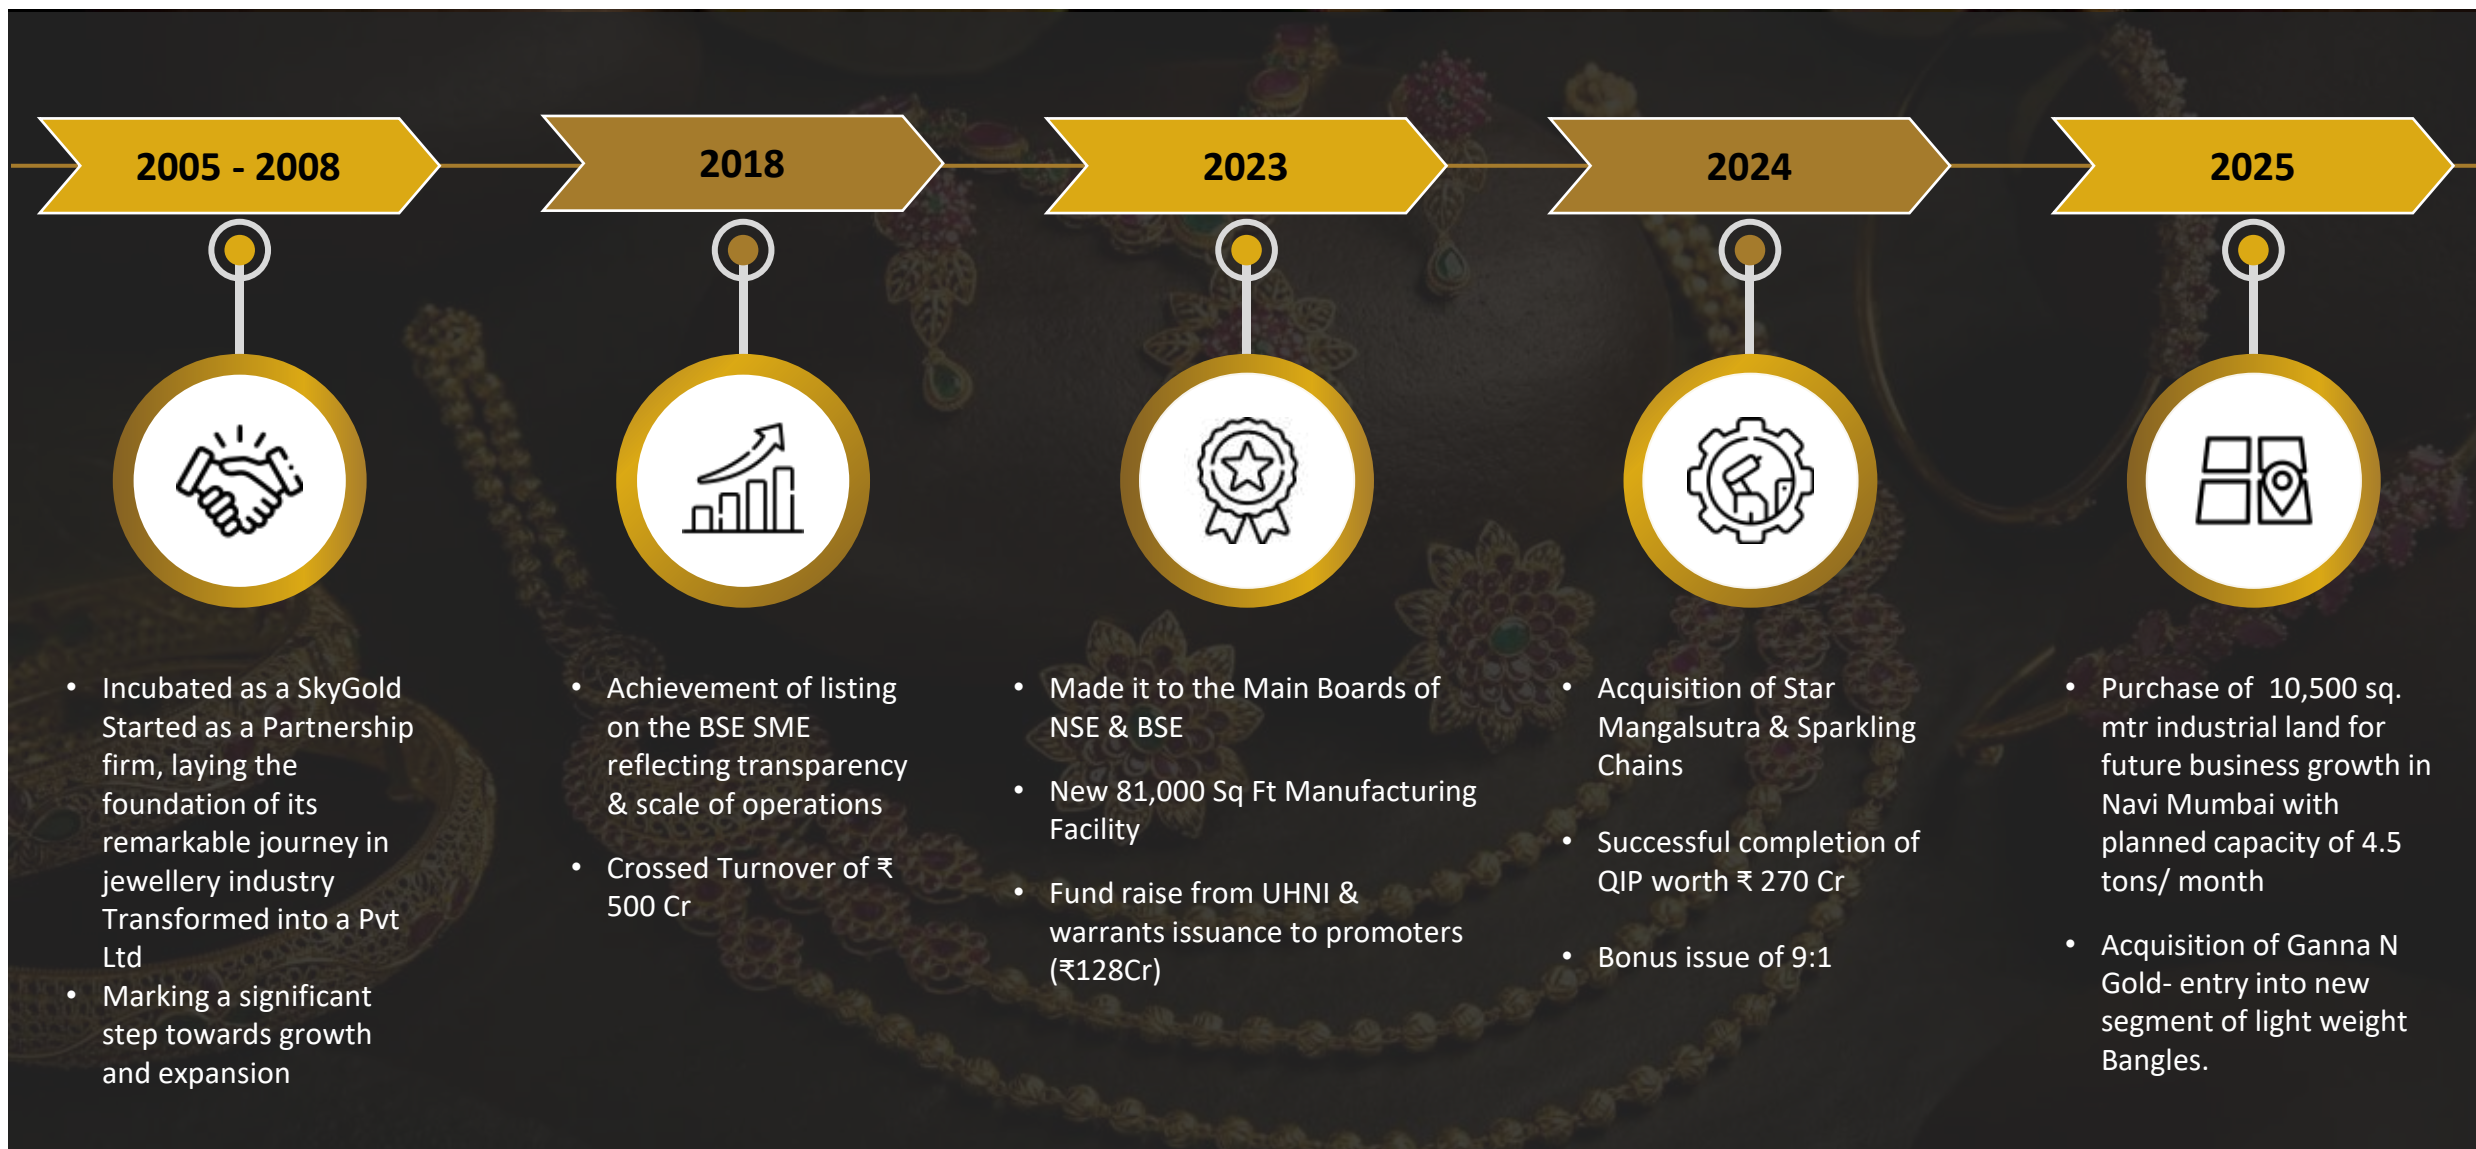 2005 - 2008
• Incubated as a SkyGold
Started as a Partnership
firm, laying the
foundation of its
remarkable journey in
jewellery industry
Transformed into a Pvt
Ltd
• Marking a significant
step towards growth
and expansion
2018
• Achievement of listing
on the BSE SME
reflecting transparency
& scale of operations
• Crossed Turnover of ₹
500 Cr
2023
• Made it to the Main Boards of
NSE & BSE
• New 81,000 Sq Ft Manufacturing
Facility
• Fund raise from UHNI &
warrants issuance to promoters
(₹128Cr)
2024
• Acquisition of Star
Mangalsutra & Sparkling
Chains
• Successful completion of
QIP worth ₹ 270 Cr
• Bonus issue of 9:1
2025
• Purchase of  10,500 sq.
mtr industrial land for
future business growth in
Navi Mumbai with
planned capacity of 4.5
tons/ month
• Acquisition of Ganna N
Gold- entry into new
segment of light weight
Bangles.